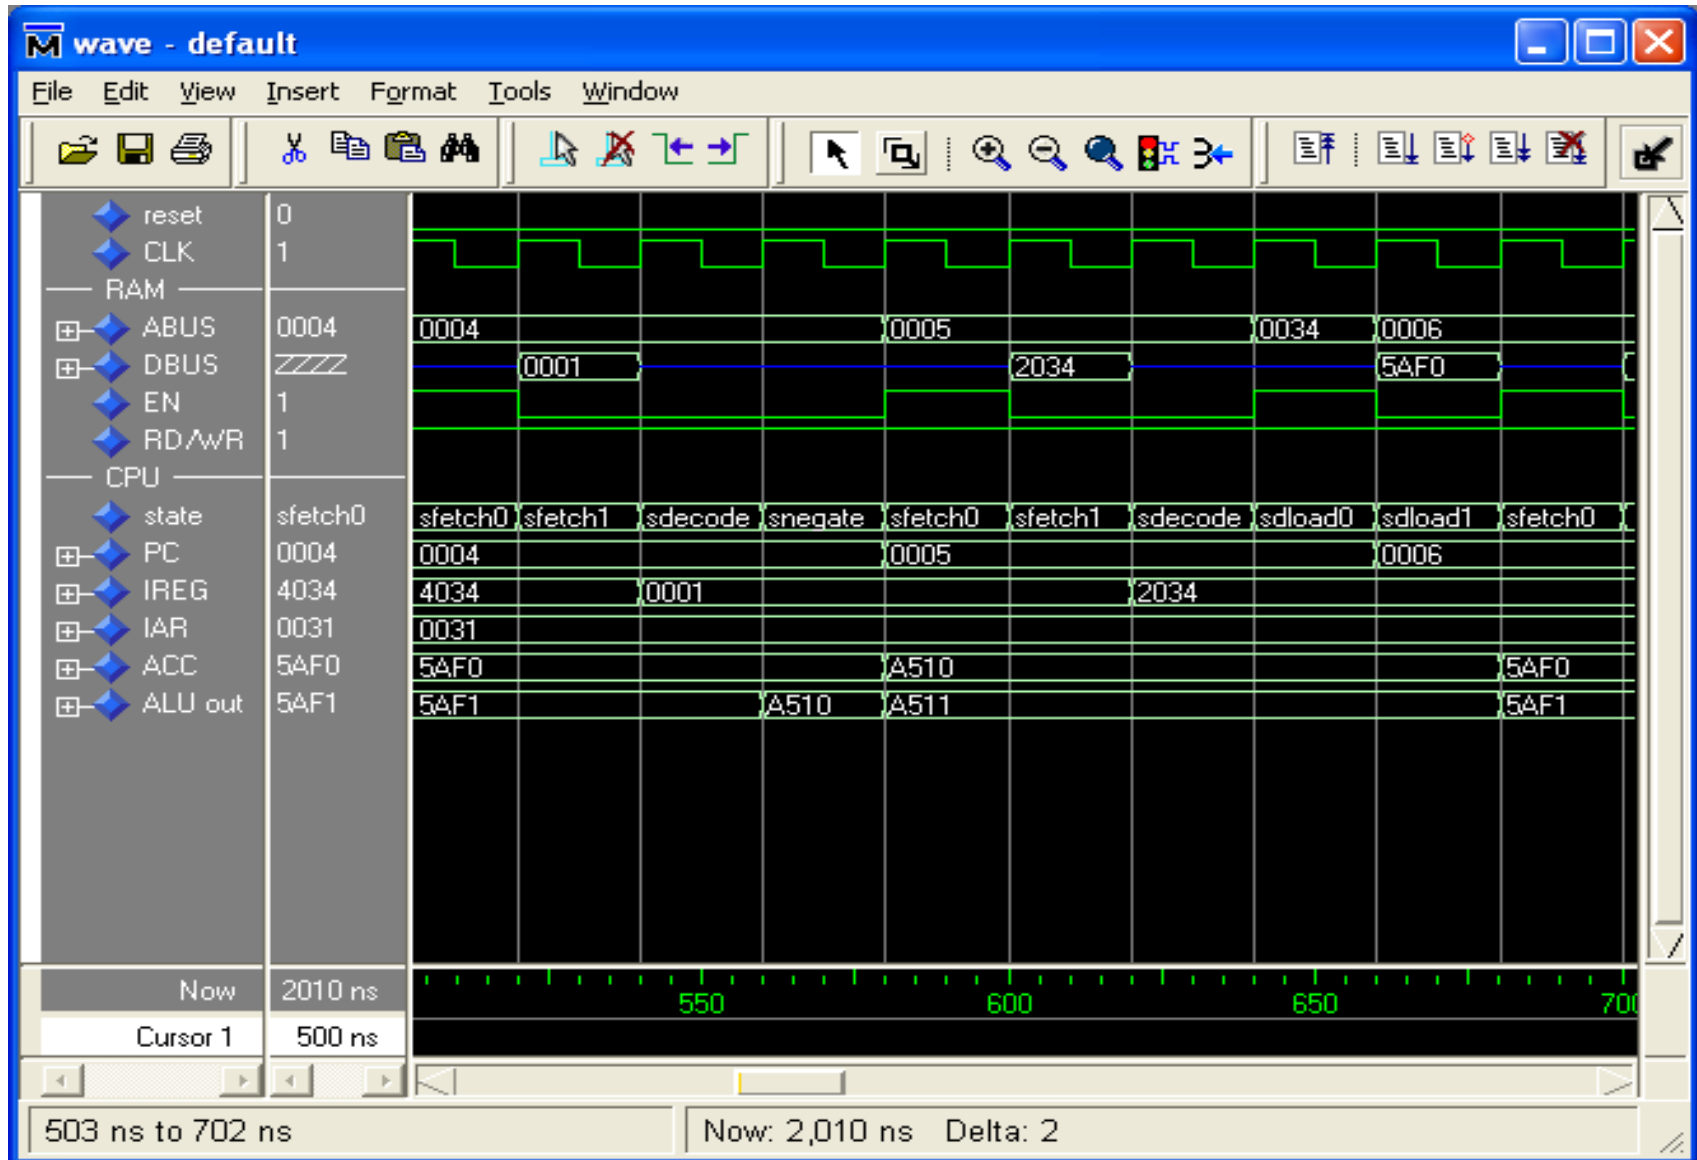 wave - default
File Edit View Insert Format Tools Window
reset 0
CLK 1
RAM
ABUS 0004 0004 0005 0034 0006
DBUS ZZZZ 0001 2034 5AF0
EN 1
RD/WR 1
CPU
state sfetch0 sfetch0 sfetch1 sdecode snegate sfetch0 sfetch1 sdecode sdload0 sdload1 sfetch0
PC 0004 0004 0005 0006
IREG 4034 4034 0001 2034
IAR 0031 0031
ACC 5AF0 5AF0 A510 5AF0
ALU out 5AF1 5AF1 A510 A511 5AF1
Now 2010 ns 550 600 650 700
Cursor 1 500 ns
503 ns to 702 ns Now: 2,010 ns Delta: 2